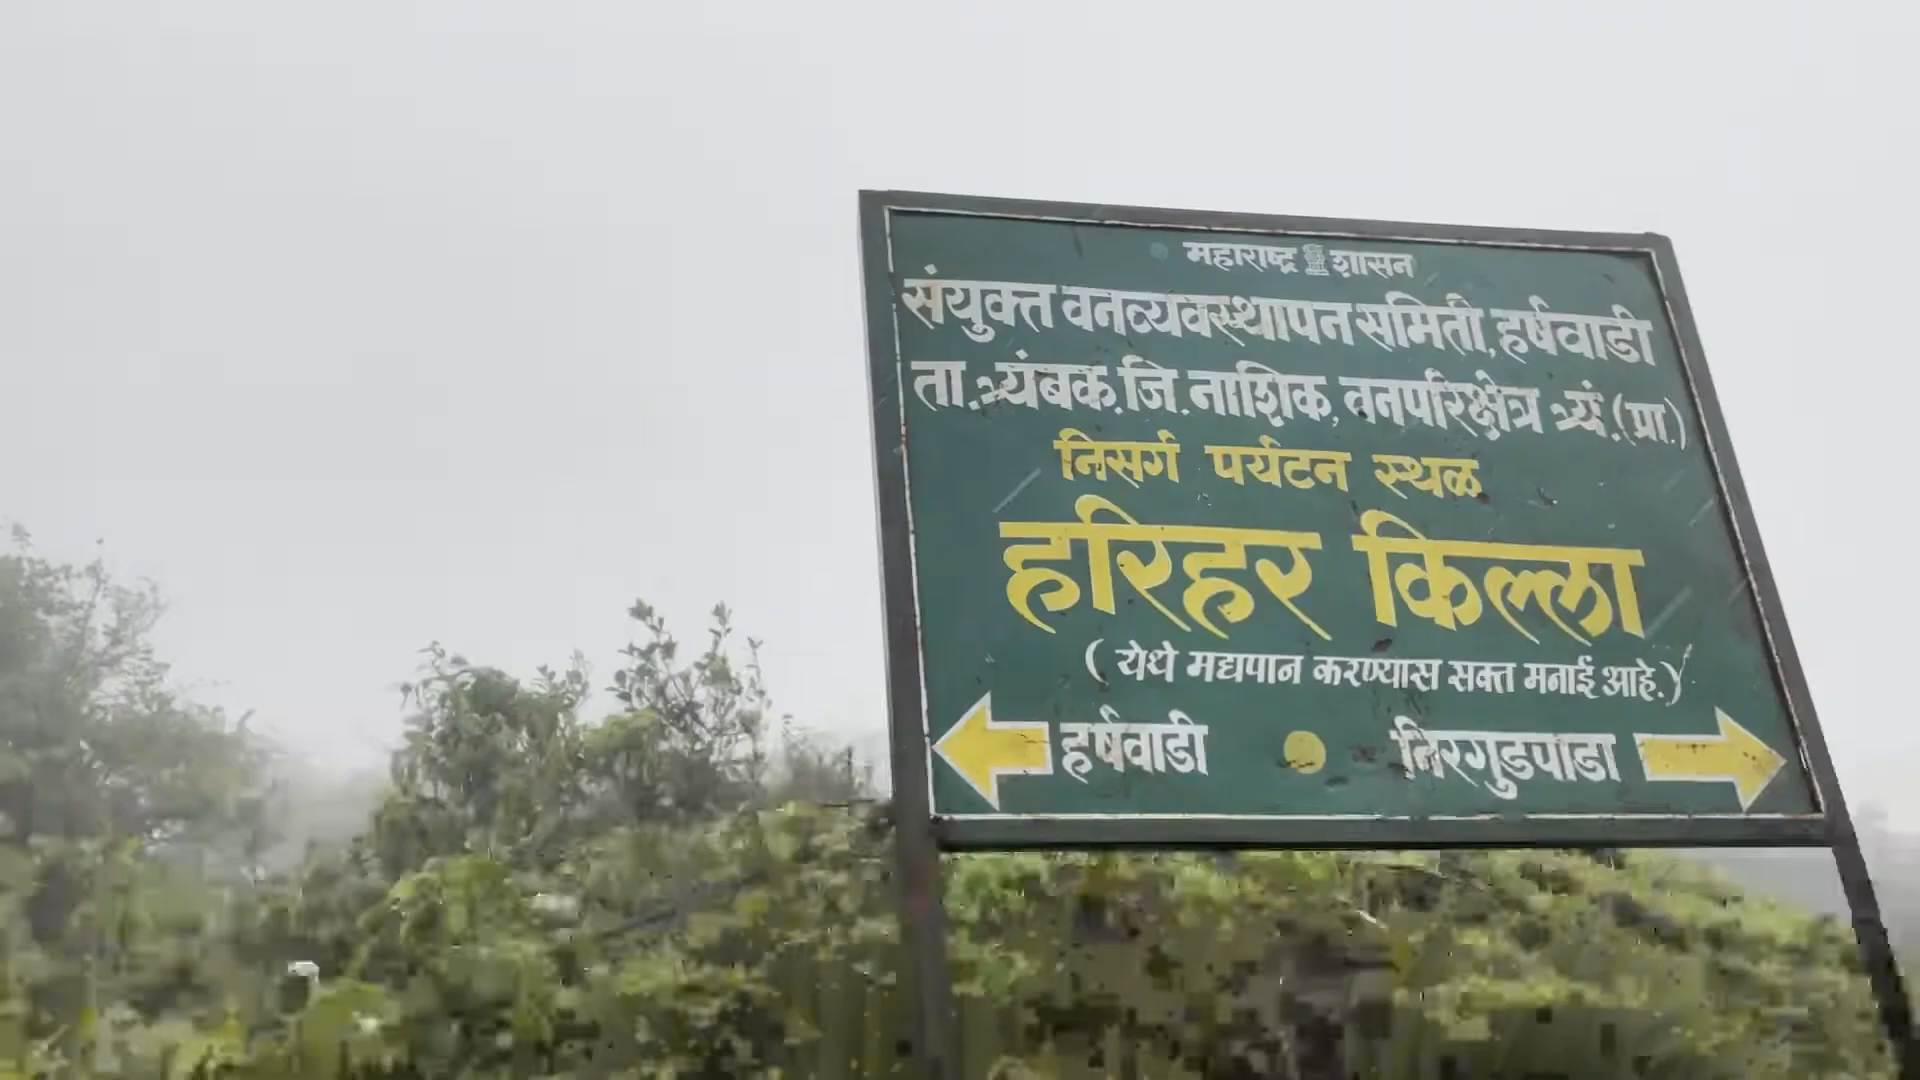 महाराष्ट्र शासन
संयुक्त वनव्यवस्थापन समिती, हर्षवाडी
ता. त्र्यंबक. जि. नाशिक, वनपरिक्षेत्र त्र्यं.(प्रा.)
निसर्ग पर्यटन स्थळ
हरिहर किल्ला
( येथे मद्यपान करण्यास सक्त मनाई आहे.)
हर्षवाडी निरगुडपाडा